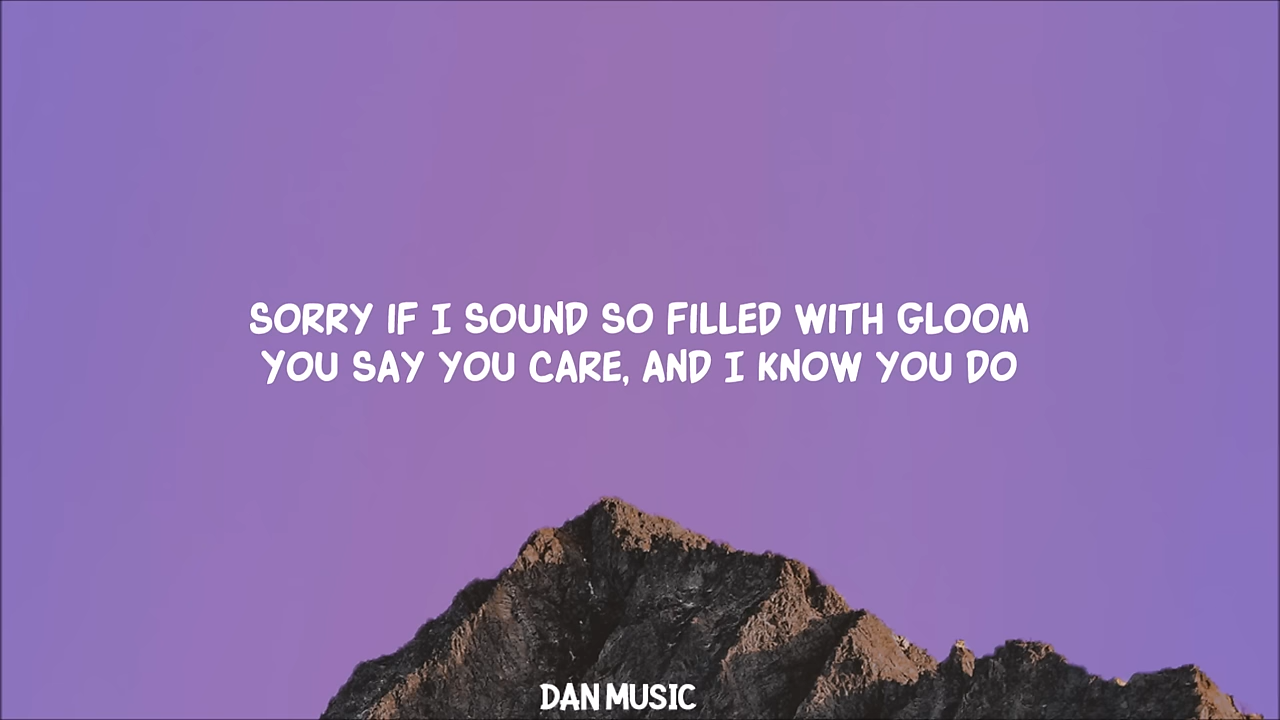 SORRY IF I SOUND SO FILLED WITH GLOOM
YOU SAY YOU CARE, AND I KNOW YOU DO
DAN MUSIC